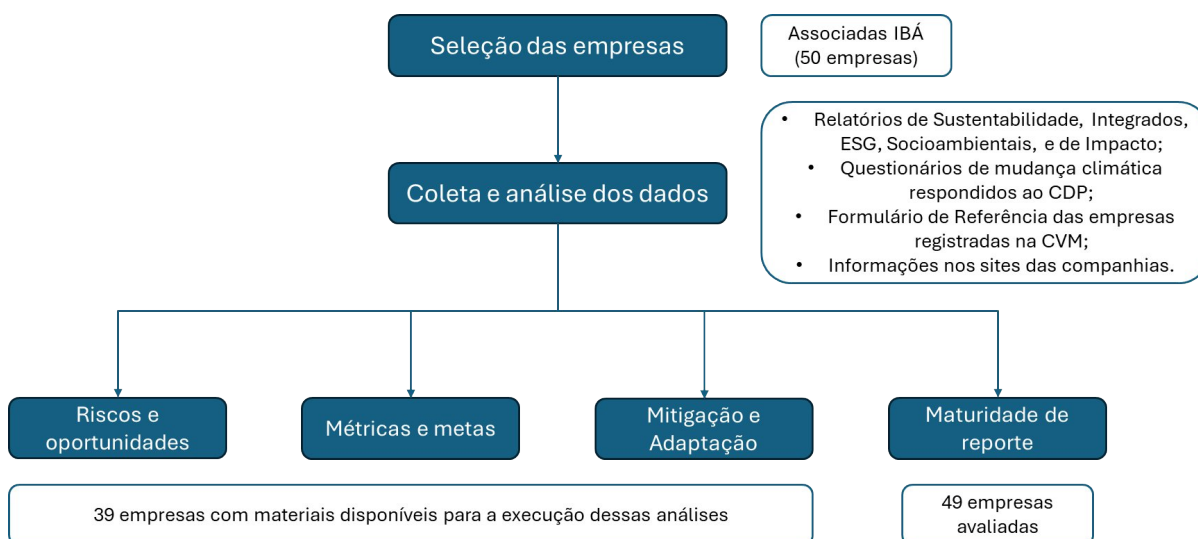 Seleção das empresas
Associadas IBÁ
(50 empresas)
• Relatórios de Sustentabilidade, Integrados,
ESG, Socioambientais, e de Impacto;
• Questionários de mudança climática
respondidos ao CDP;
• Formulário de Referência das empresas
registradas na CVM;
• Informações nos sites das companhias.
Coleta e análise dos dados
Riscos e
oportunidades
Métricas e metas
Mitigação e
Adaptação
Maturidade de
reporte
39 empresas com materiais disponíveis para a execução dessas análises
49 empresas
avaliadas